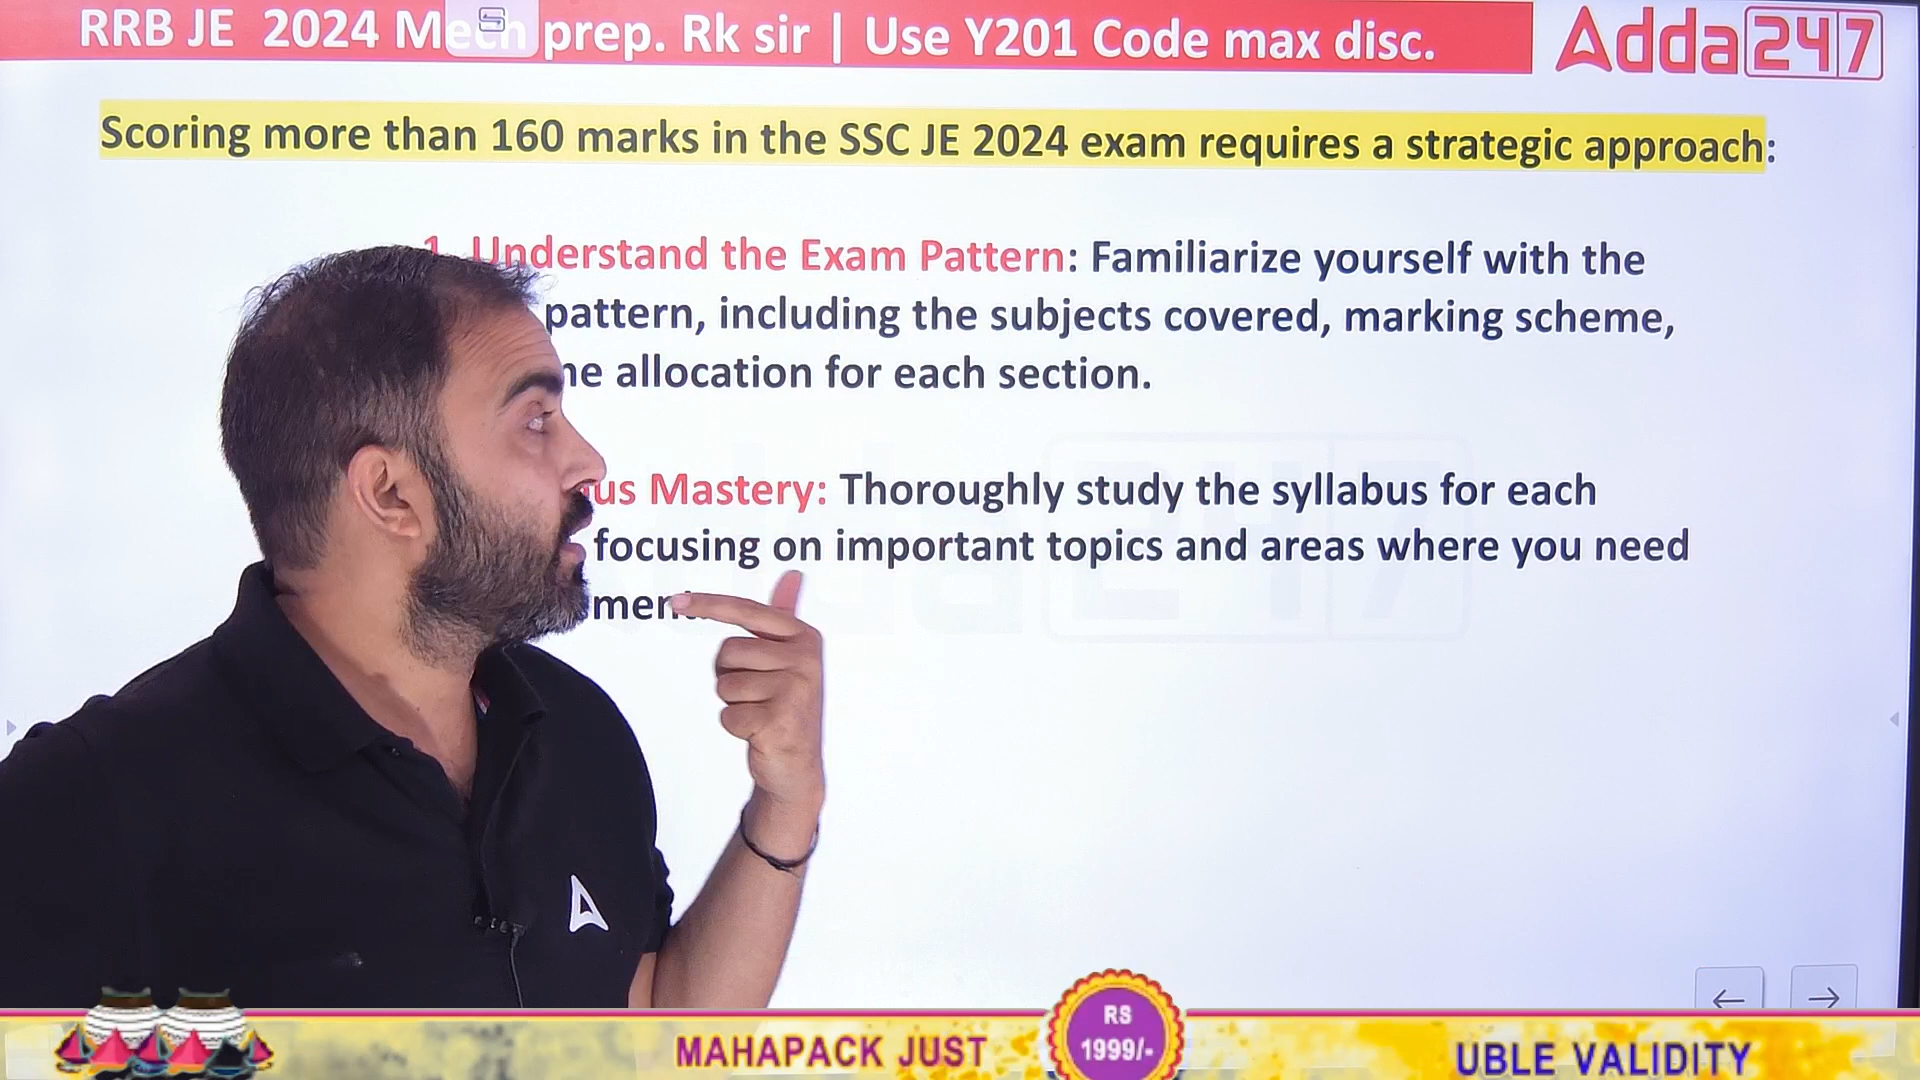 RRB JE 2024 Mech prep. Rk sir | Use Y201 Code max disc.
Adda247
Scoring more than 160 marks in the SSC JE 2024 exam requires a strategic approach:
1. Understand the Exam Pattern: Familiarize yourself with the
pattern, including the subjects covered, marking scheme,
allocation for each section.
Mastery: Thoroughly study the syllabus for each
focusing on important topics and areas where you need
MAHAPACK JUST
RS
1999/-
UBLE VALIDITY